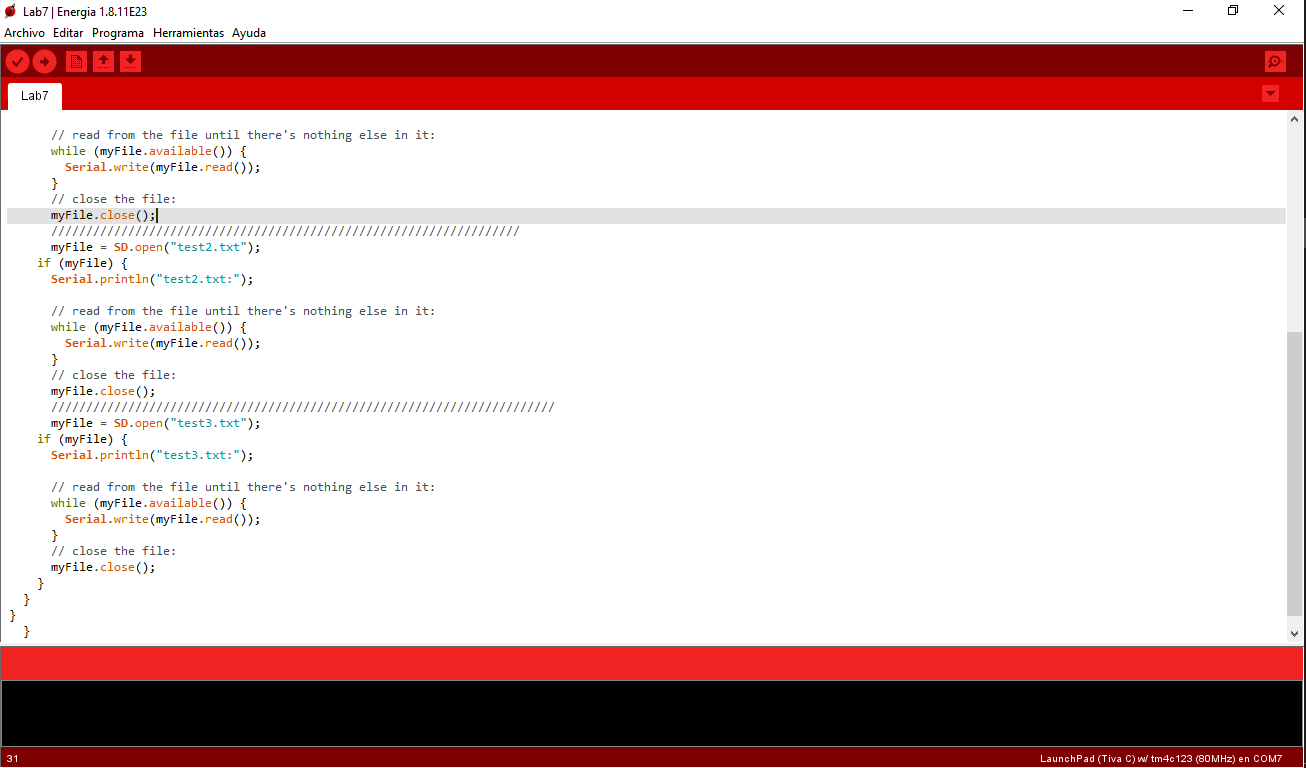 Lab7 | Energia 1.8.11E23
Archivo Editar Programa Herramientas Ayuda
Lab7
// read from the file until there's nothing else in it:
while (myFile.available()) {
Serial.write(myFile.read());
}
// close the file:
myFile.close();
///////////////////////////////////////////////////////////////////
myFile = SD.open("test2.txt");
if (myFile) {
Serial.println("test2.txt:");
// read from the file until there's nothing else in it:
while (myFile.available()) {
Serial.write(myFile.read());
}
// close the file:
myFile.close();
////////////////////////////////////////////////////////////////////////
myFile = SD.open("test3.txt");
if (myFile) {
Serial.println("test3.txt:");
// read from the file until there's nothing else in it:
while (myFile.available()) {
Serial.write(myFile.read());
}
// close the file:
myFile.close();
}
}
}
}
31 LaunchPad (Tiva C) w/ tm4c123 (80MHz) en COM7